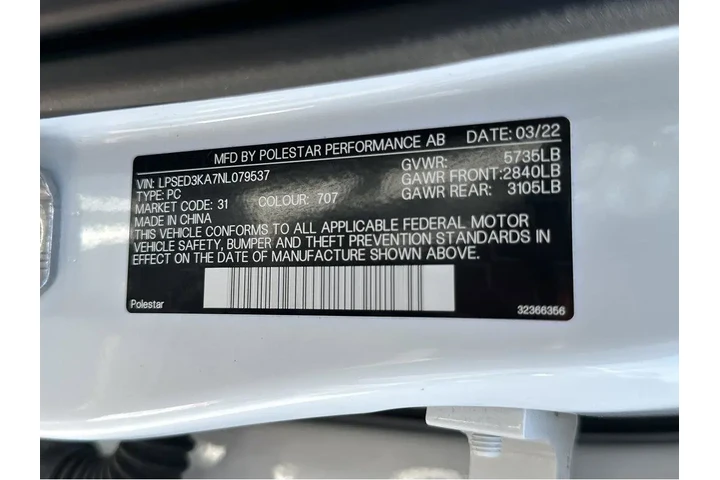 MFD BY POLESTAR PERFORMANCE AB DATE: 03/22
VIN: LPSED3KA7NL079537 GVWR: 5735LB
TYPE: PC GAWR FRONT: 2840LB
MARKET CODE: 31 COLOUR: 707 GAWR REAR: 3105LB
MADE IN CHINA
THIS VEHICLE CONFORMS TO ALL APPLICABLE FEDERAL MOTOR
VEHICLE SAFETY, BUMPER AND THEFT PREVENTION STANDARDS IN
EFFECT ON THE DATE OF MANUFACTURE SHOWN ABOVE.
Polestar 32366356